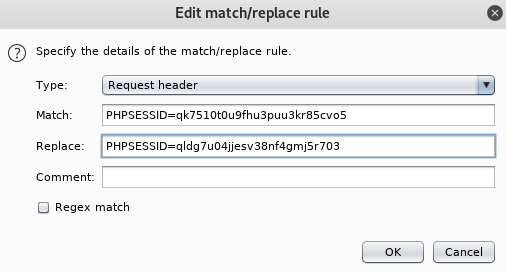 Edit match/replace rule
Specify the details of the match/replace rule.
Type: Request header
Match: PHPSESSID=qk7510t0u9fhu3puu3kr85cvo5
Replace: PHPSESSID=qldg7u04jjesv38nf4gmj5r703
Comment:
Regex match
OK Cancel